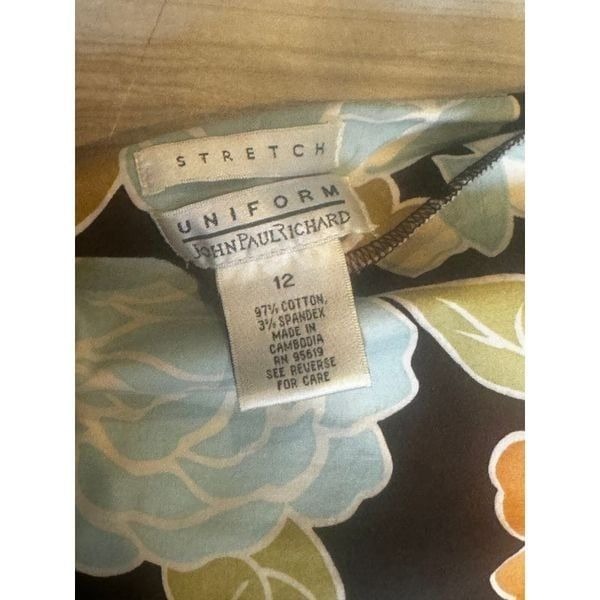 STRETCH
UNIFORM
JOHNPAULRICHARD
12
97% COTTON,
3% SPANDEX
MADE IN
CAMBODIA
RN 95619
SEE REVERSE
FOR CARE